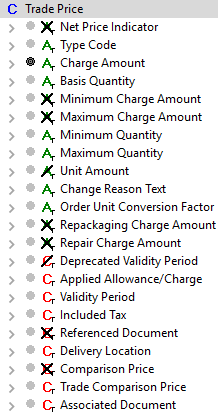 C Trade Price
A T Net Price Indicator
A T Type Code
A T Charge Amount
A T Basis Quantity
A T Minimum Charge Amount
A T Maximum Charge Amount
A T Minimum Quantity
A T Maximum Quantity
A T Unit Amount
A T Change Reason Text
A T Order Unit Conversion Factor
A T Repackaging Charge Amount
A T Repair Charge Amount
C T Deprecated Validity Period
C T Applied Allowance/Charge
C T Validity Period
C T Included Tax
C T Referenced Document
C T Delivery Location
C T Comparison Price
C T Trade Comparison Price
C T Associated Document